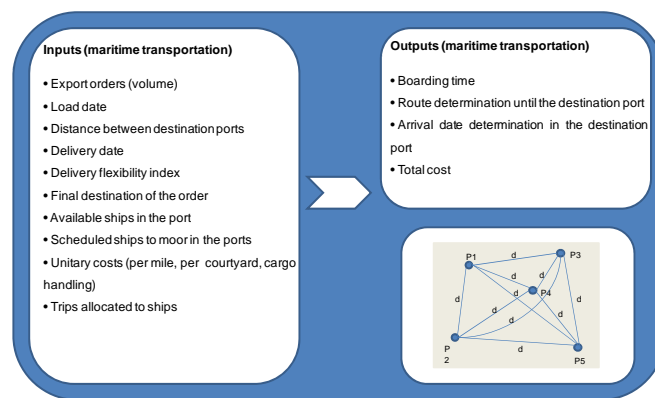 Inputs (maritime transportation)
• Export orders (volume)
• Load date
• Distance between destination ports
• Delivery date
• Delivery flexibility index
• Final destination of the order
• Available ships in the port
• Scheduled ships to moor in the ports
• Unitary costs (per mile, per courtyard, cargo
handling)
• Trips allocated to ships
Outputs (maritime transportation)
• Boarding time
• Route determination until the destination port
• Arrival date determination in the destination
port
• Total cost
P1
d
P3
d
d
d
P4
d
d
d
d
d
P
2
d
P5